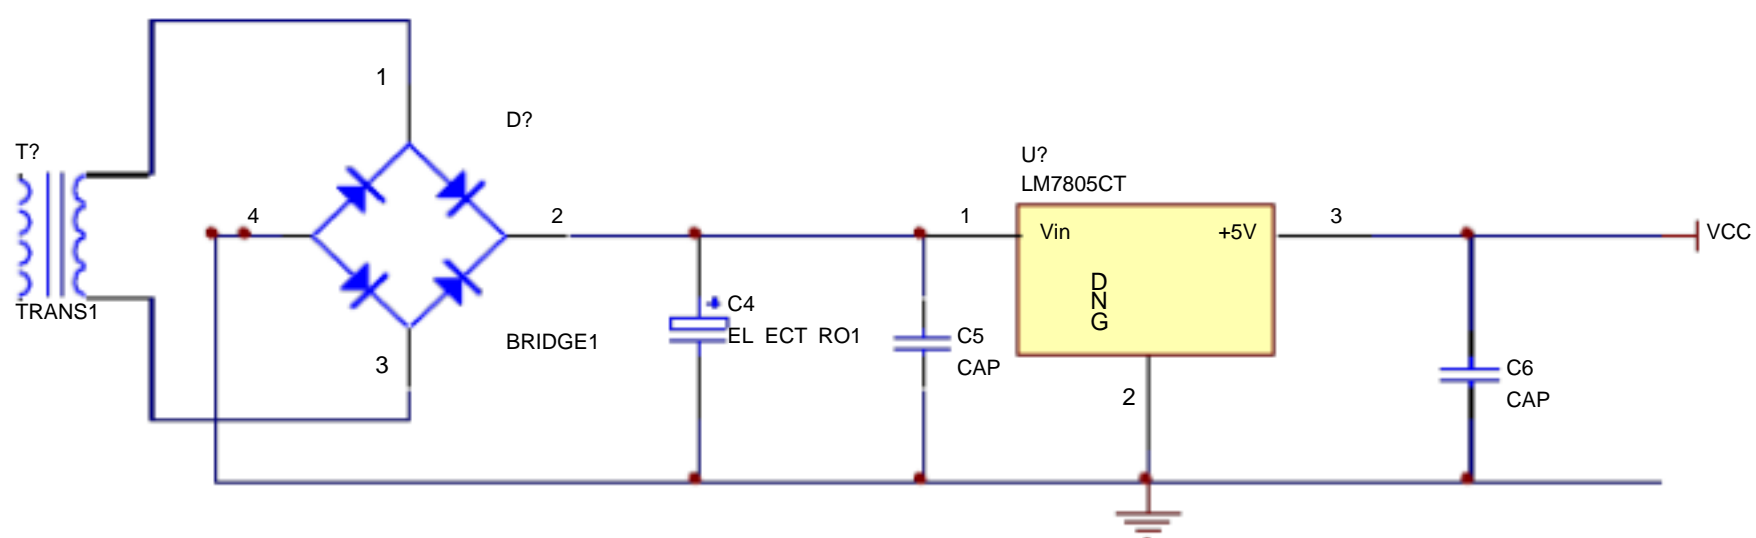 1
D?
T?
U?
LM7805CT
4
2
1
Vin
+5V
3
VCC
D
N
G
C4
EL ECT RO1
TRANS1
BRIDGE1
C5
CAP
3
2
C6
CAP